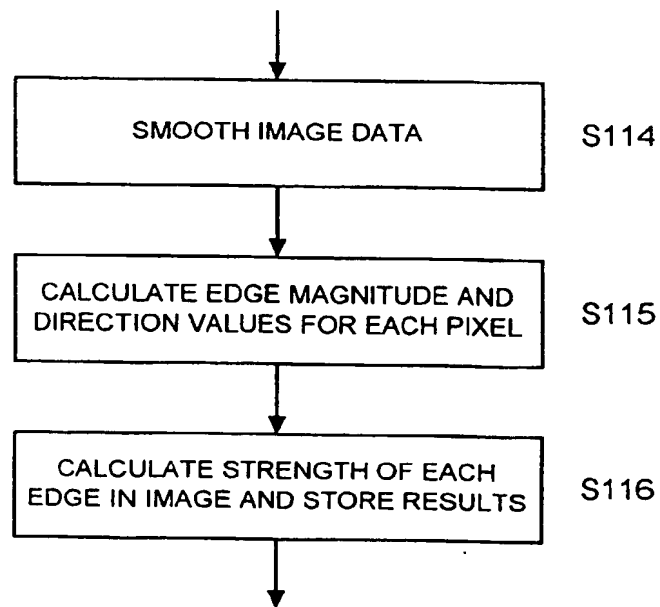 SMOOTH IMAGE DATA
S114
CALCULATE EDGE MAGNITUDE AND
DIRECTION VALUES FOR EACH PIXEL
S115
CALCULATE STRENGTH OF EACH
EDGE IN IMAGE AND STORE RESULTS
S116